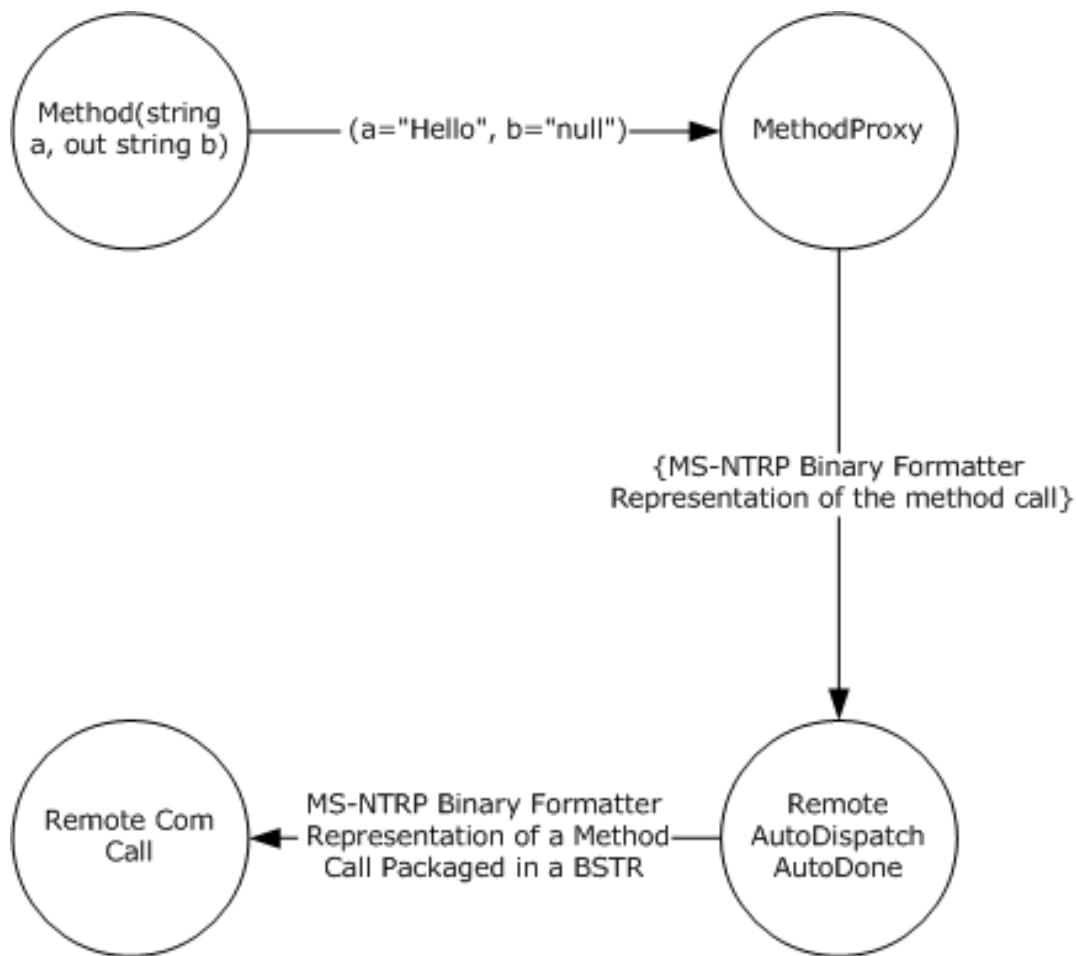 Method(string
a, out string b)
(a="Hello", b="null")
MethodProxy
{MS-NTRP Binary Formatter
Representation of the method call}
Remote Com
Call
MS-NTRP Binary Formatter
Representation of a Method
Call Packaged in a BSTR
Remote
AutoDispatch
AutoDone